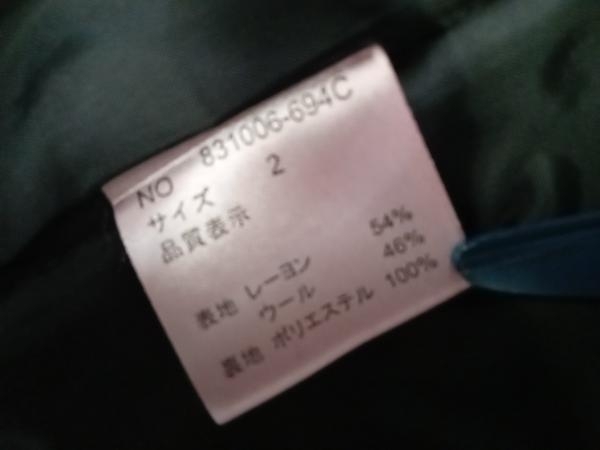 NO 831006-694C
サイズ 2
品質表示
表地 レーヨン 54%
ウール 46%
裏地 ポリエステル 100%